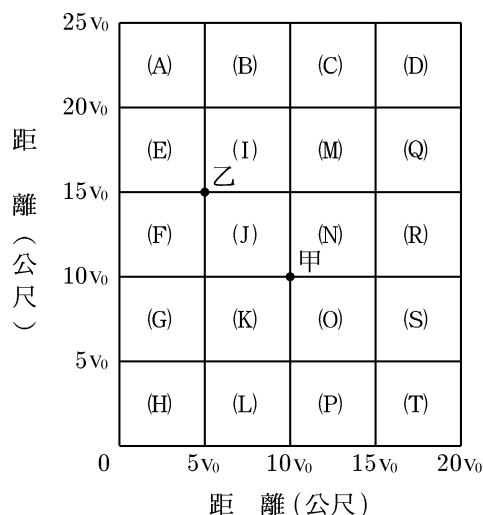 25v₀
(A) (B) (C) (D)
20v₀
(E) (I) (M) (Q)
乙
15v₀
(F) (J) (N) (R)
甲
10v₀
(G) (K) (O) (S)
5v₀
(H) (L) (P) (T)
0 5v₀ 10v₀ 15v₀ 20v₀
距離(公尺)
距 離(公尺)